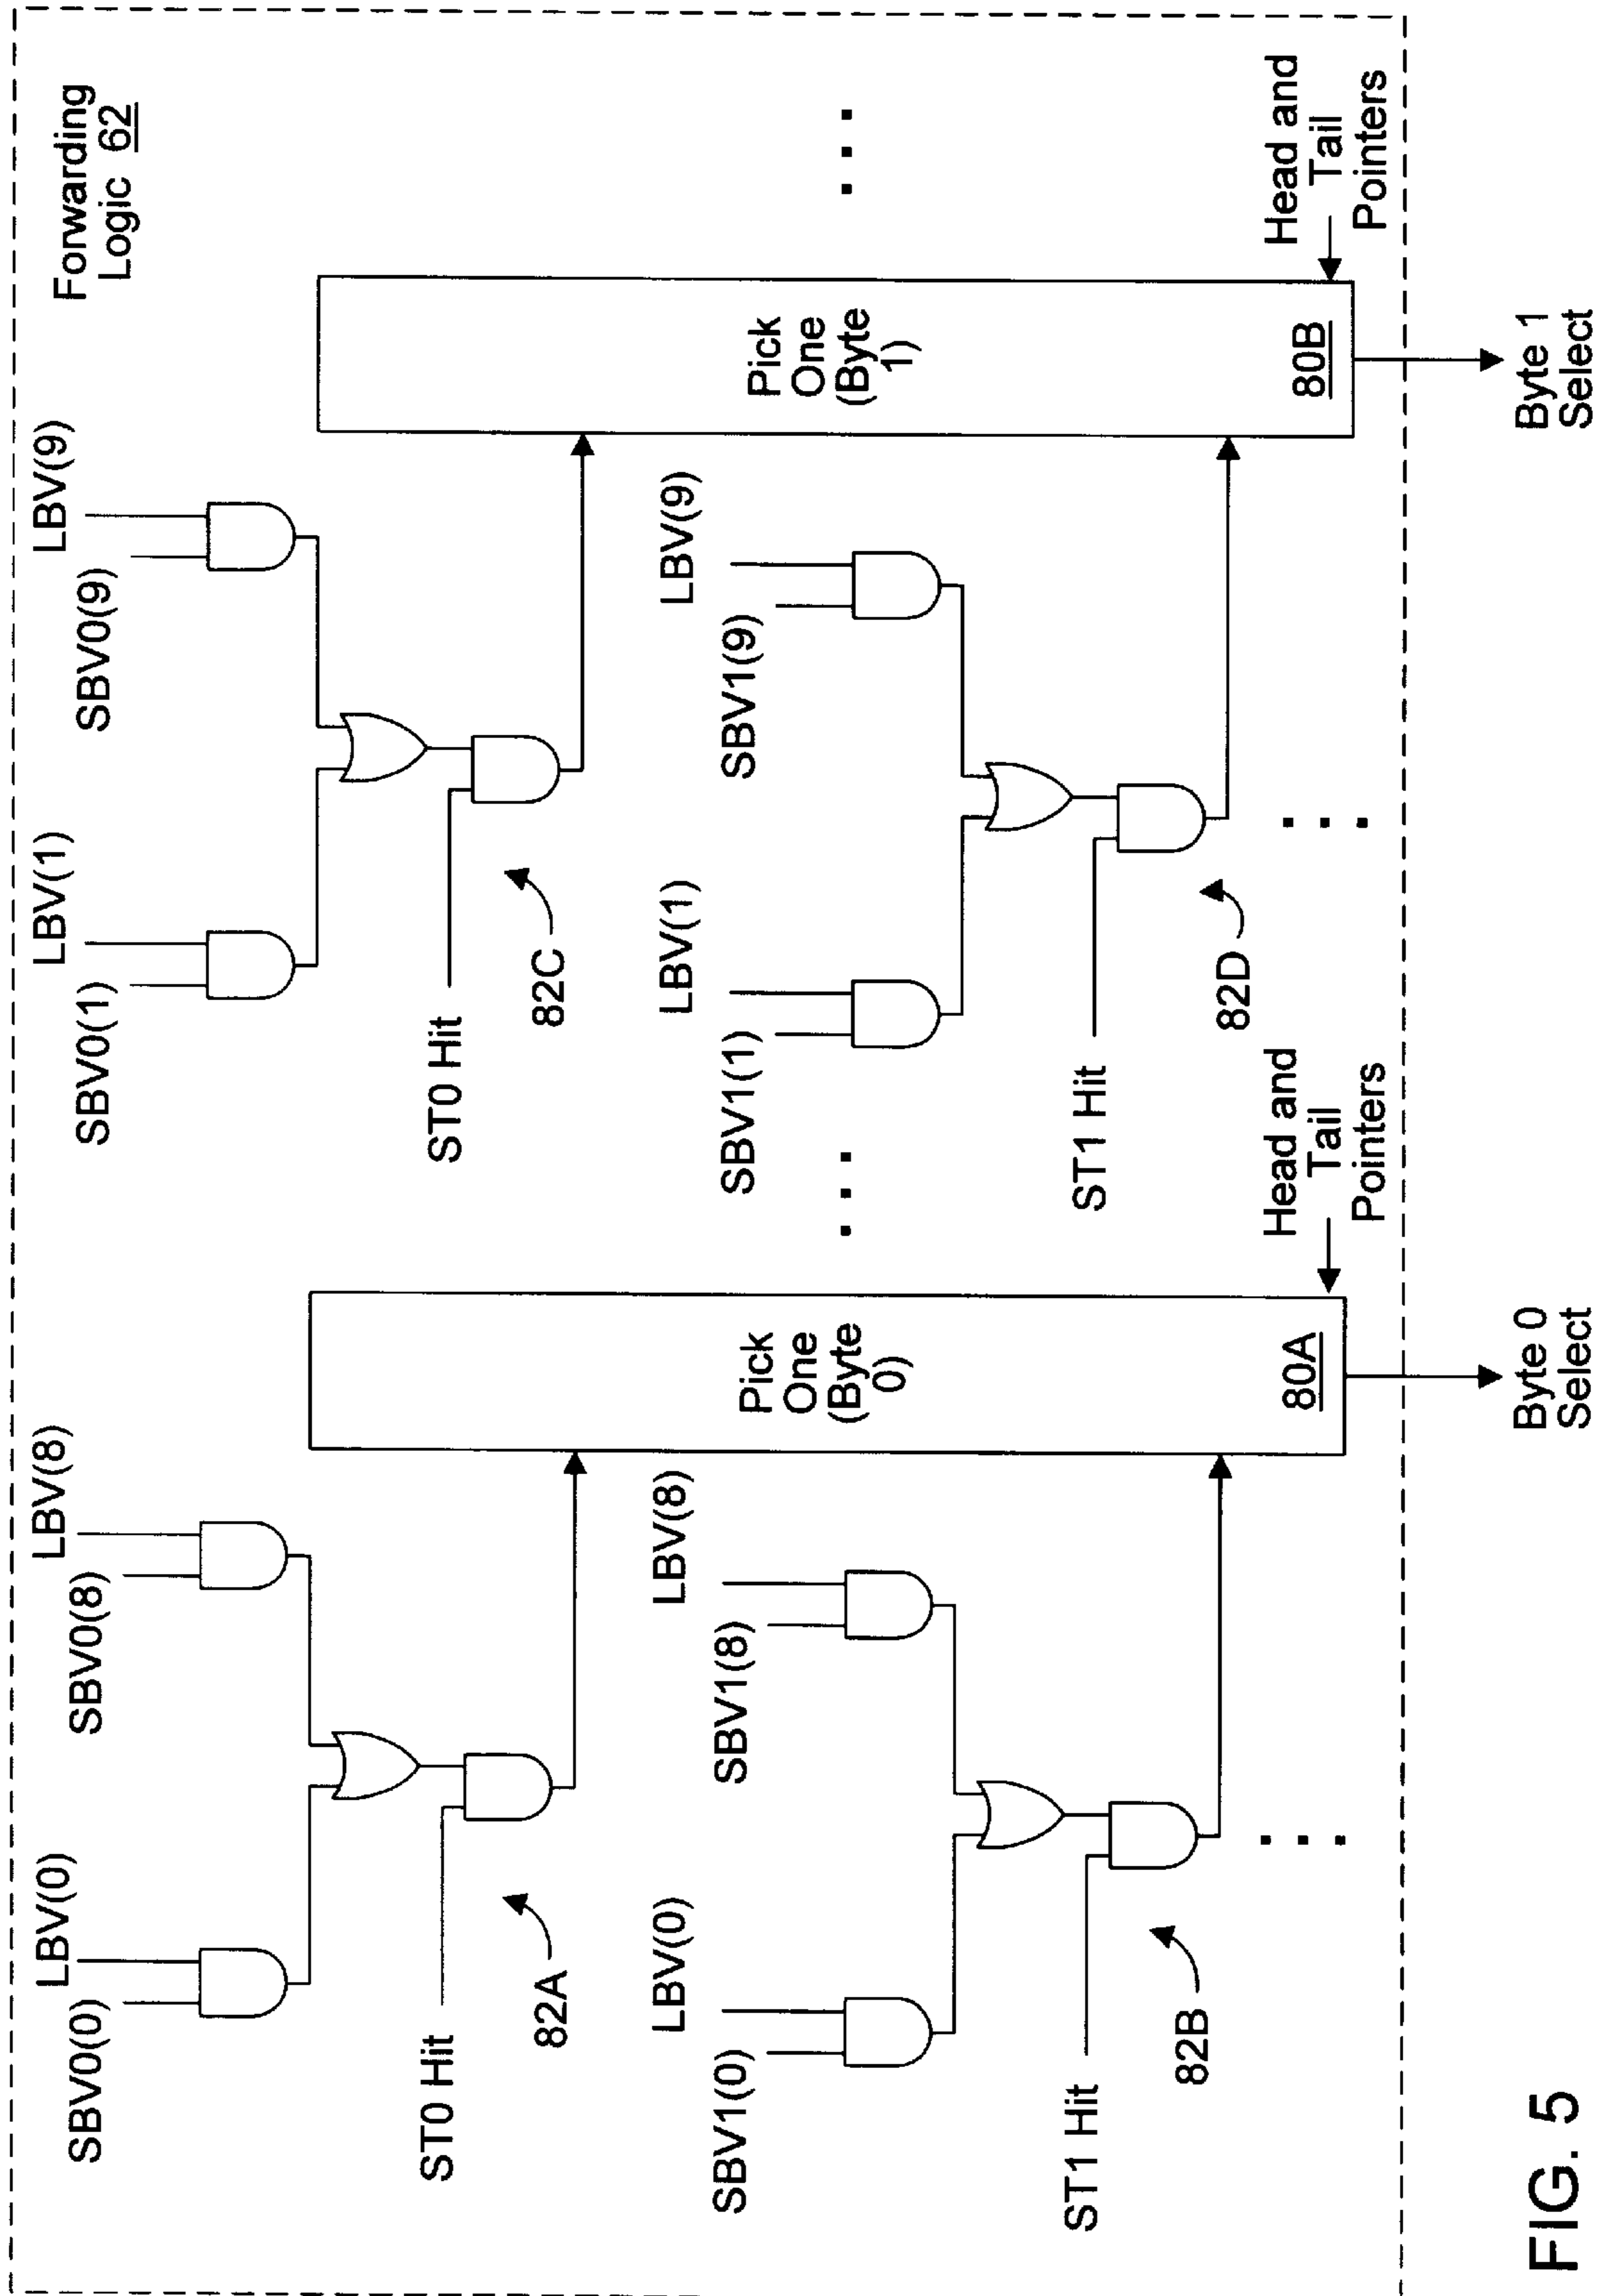 Forwarding
Logic 62
LBV(0)
SBV0(0)
LBV(8)
SBV0(8)
ST0 Hit
82A
LBV(0)
SBV1(0)
LBV(8)
SBV1(8)
ST1 Hit
82B
Pick
One
(Byte
0)
80A
Head and
Tail
Pointers
Byte 0
Select
LBV(1)
SBV0(1)
LBV(9)
SBV0(9)
ST0 Hit
82C
LBV(1)
SBV1(1)
LBV(9)
SBV1(9)
ST1 Hit
82D
Pick
One
(Byte
1)
80B
Head and
Tail
Pointers
Byte 1
Select
FIG. 5